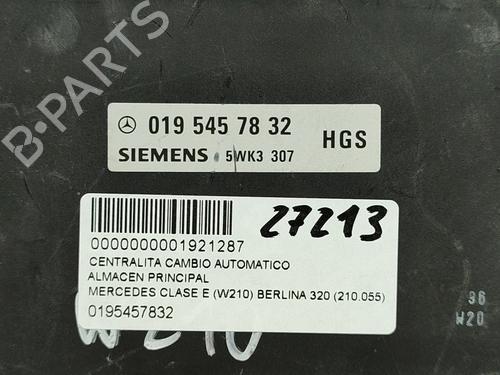 B-PARTS
019 545 78 32
HGS
SIEMENS 5WK3 307
27213
0000000001921287
CENTRALITA CAMBIO AUTOMATICO
ALMACEN PRINCIPAL
MERCEDES CLASE E (W210) BERLINA 320 (210.055)
0195457832
96
W20
W210